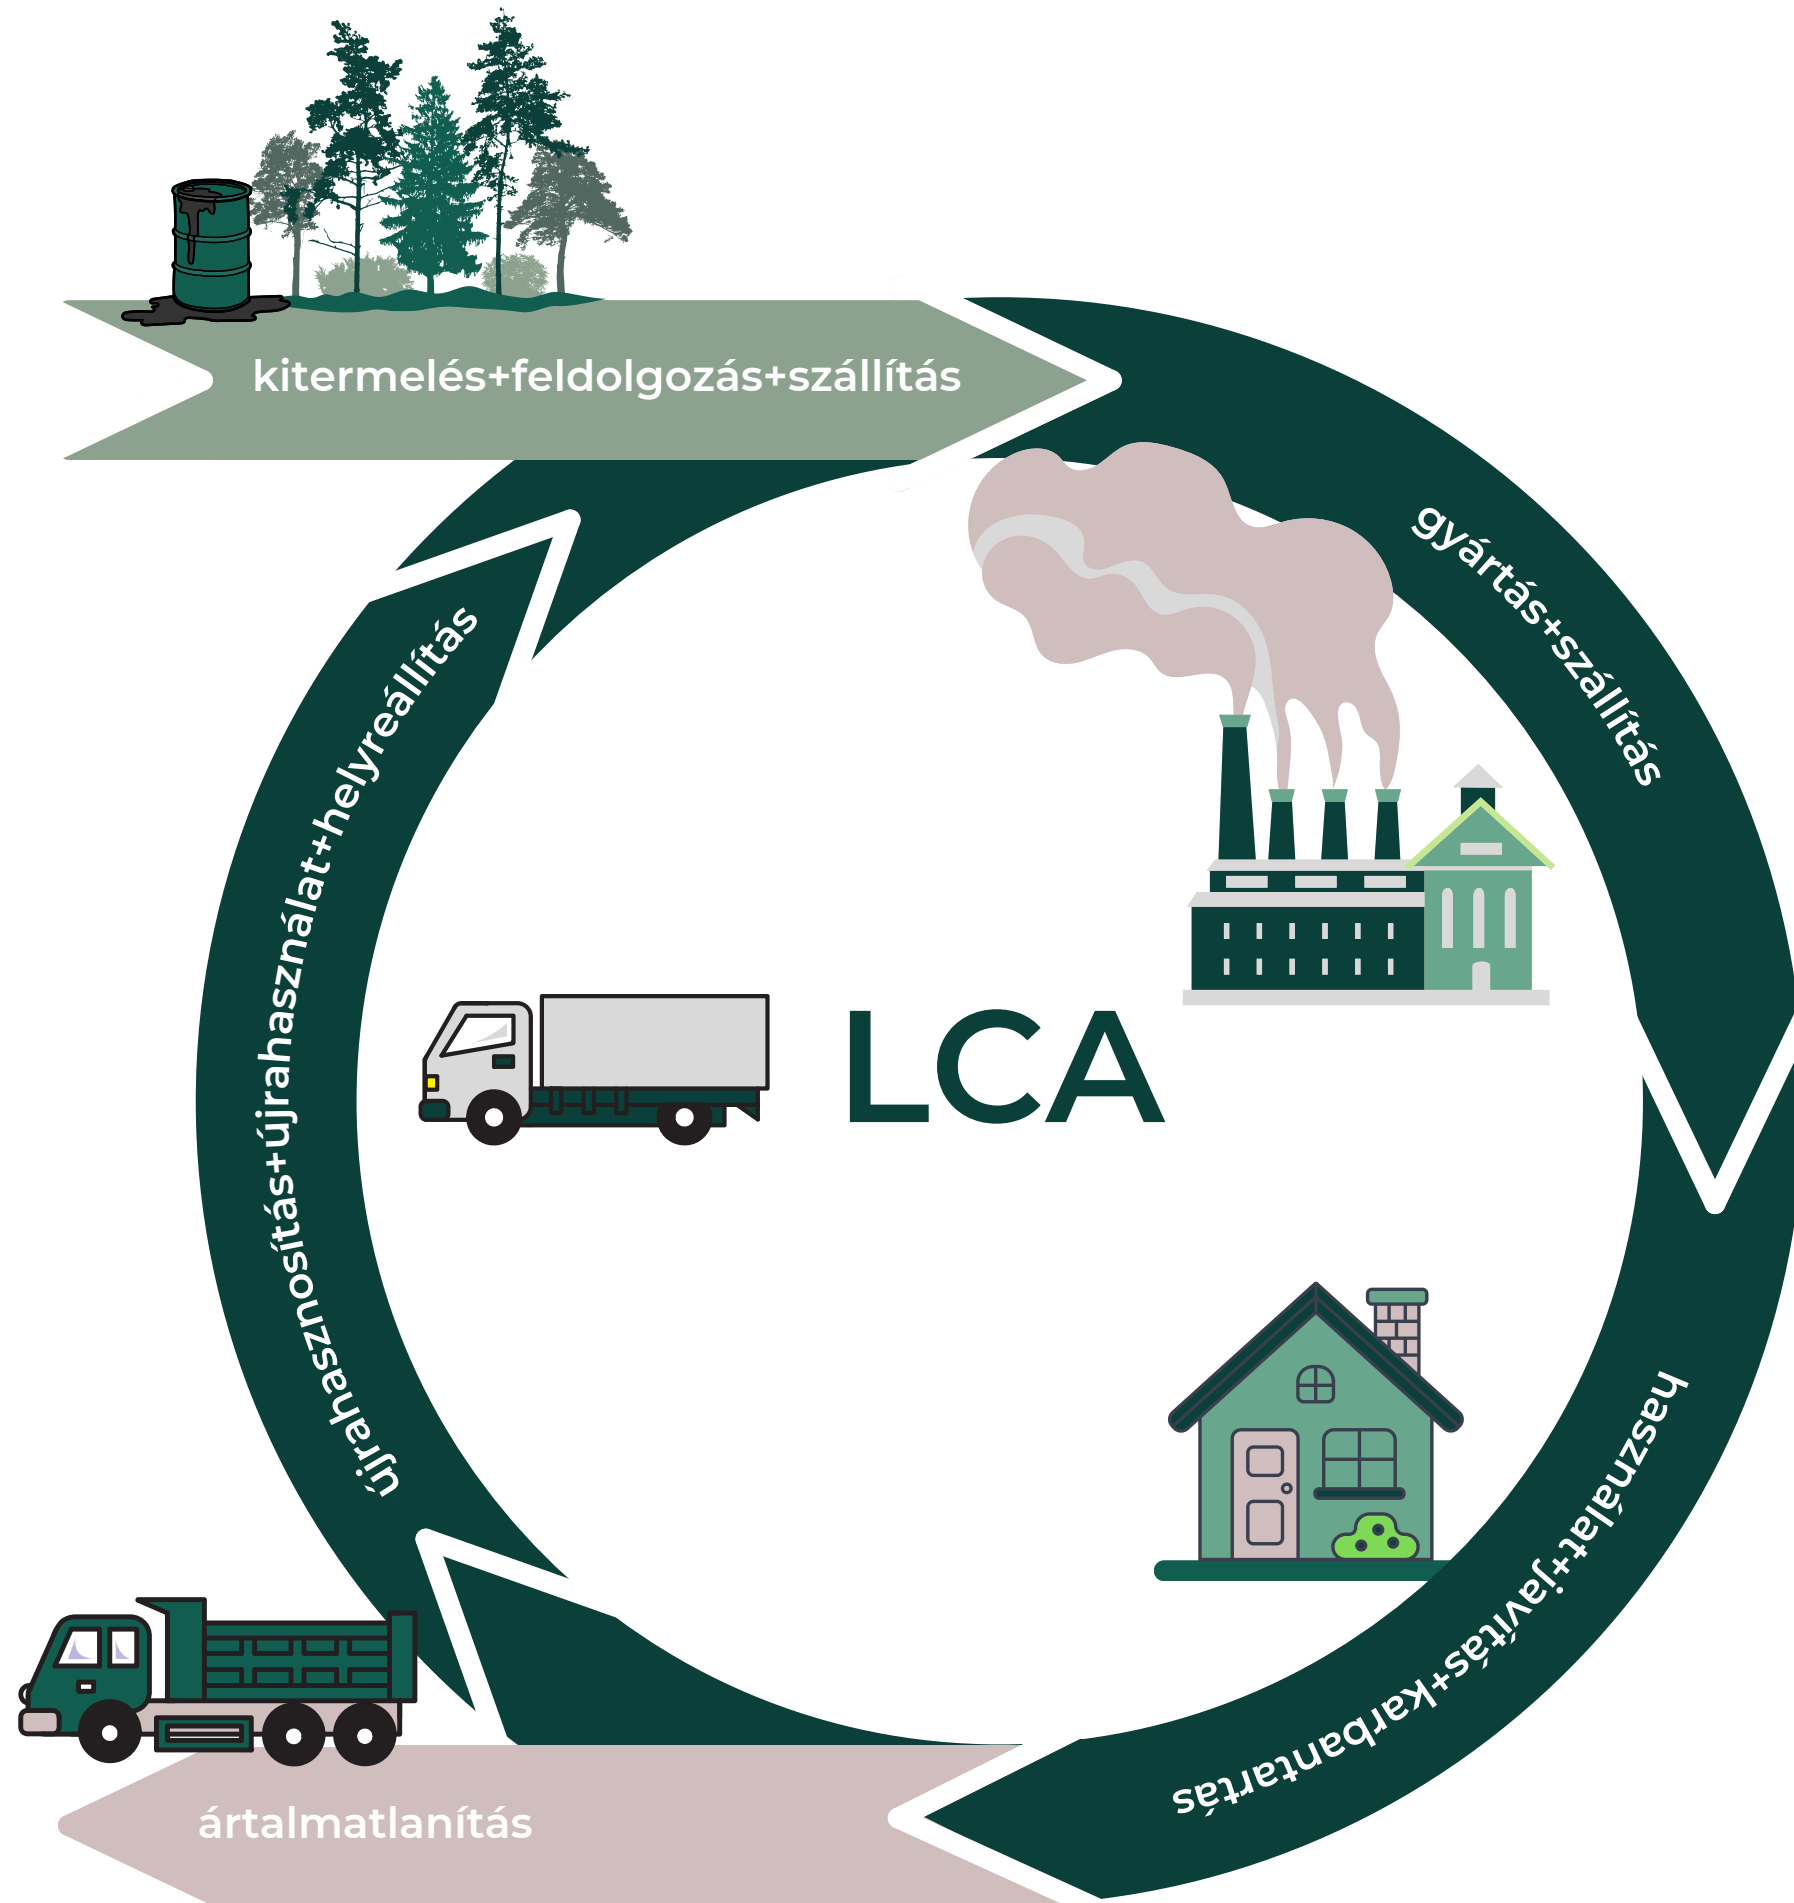 kitermelés+feldolgozás+szállítás
gyártás+szállítás
újrahasznosítás+újrahasználat+helyreállítás
LCA
használat+javítás+karbantartás
ártalmatlanítás